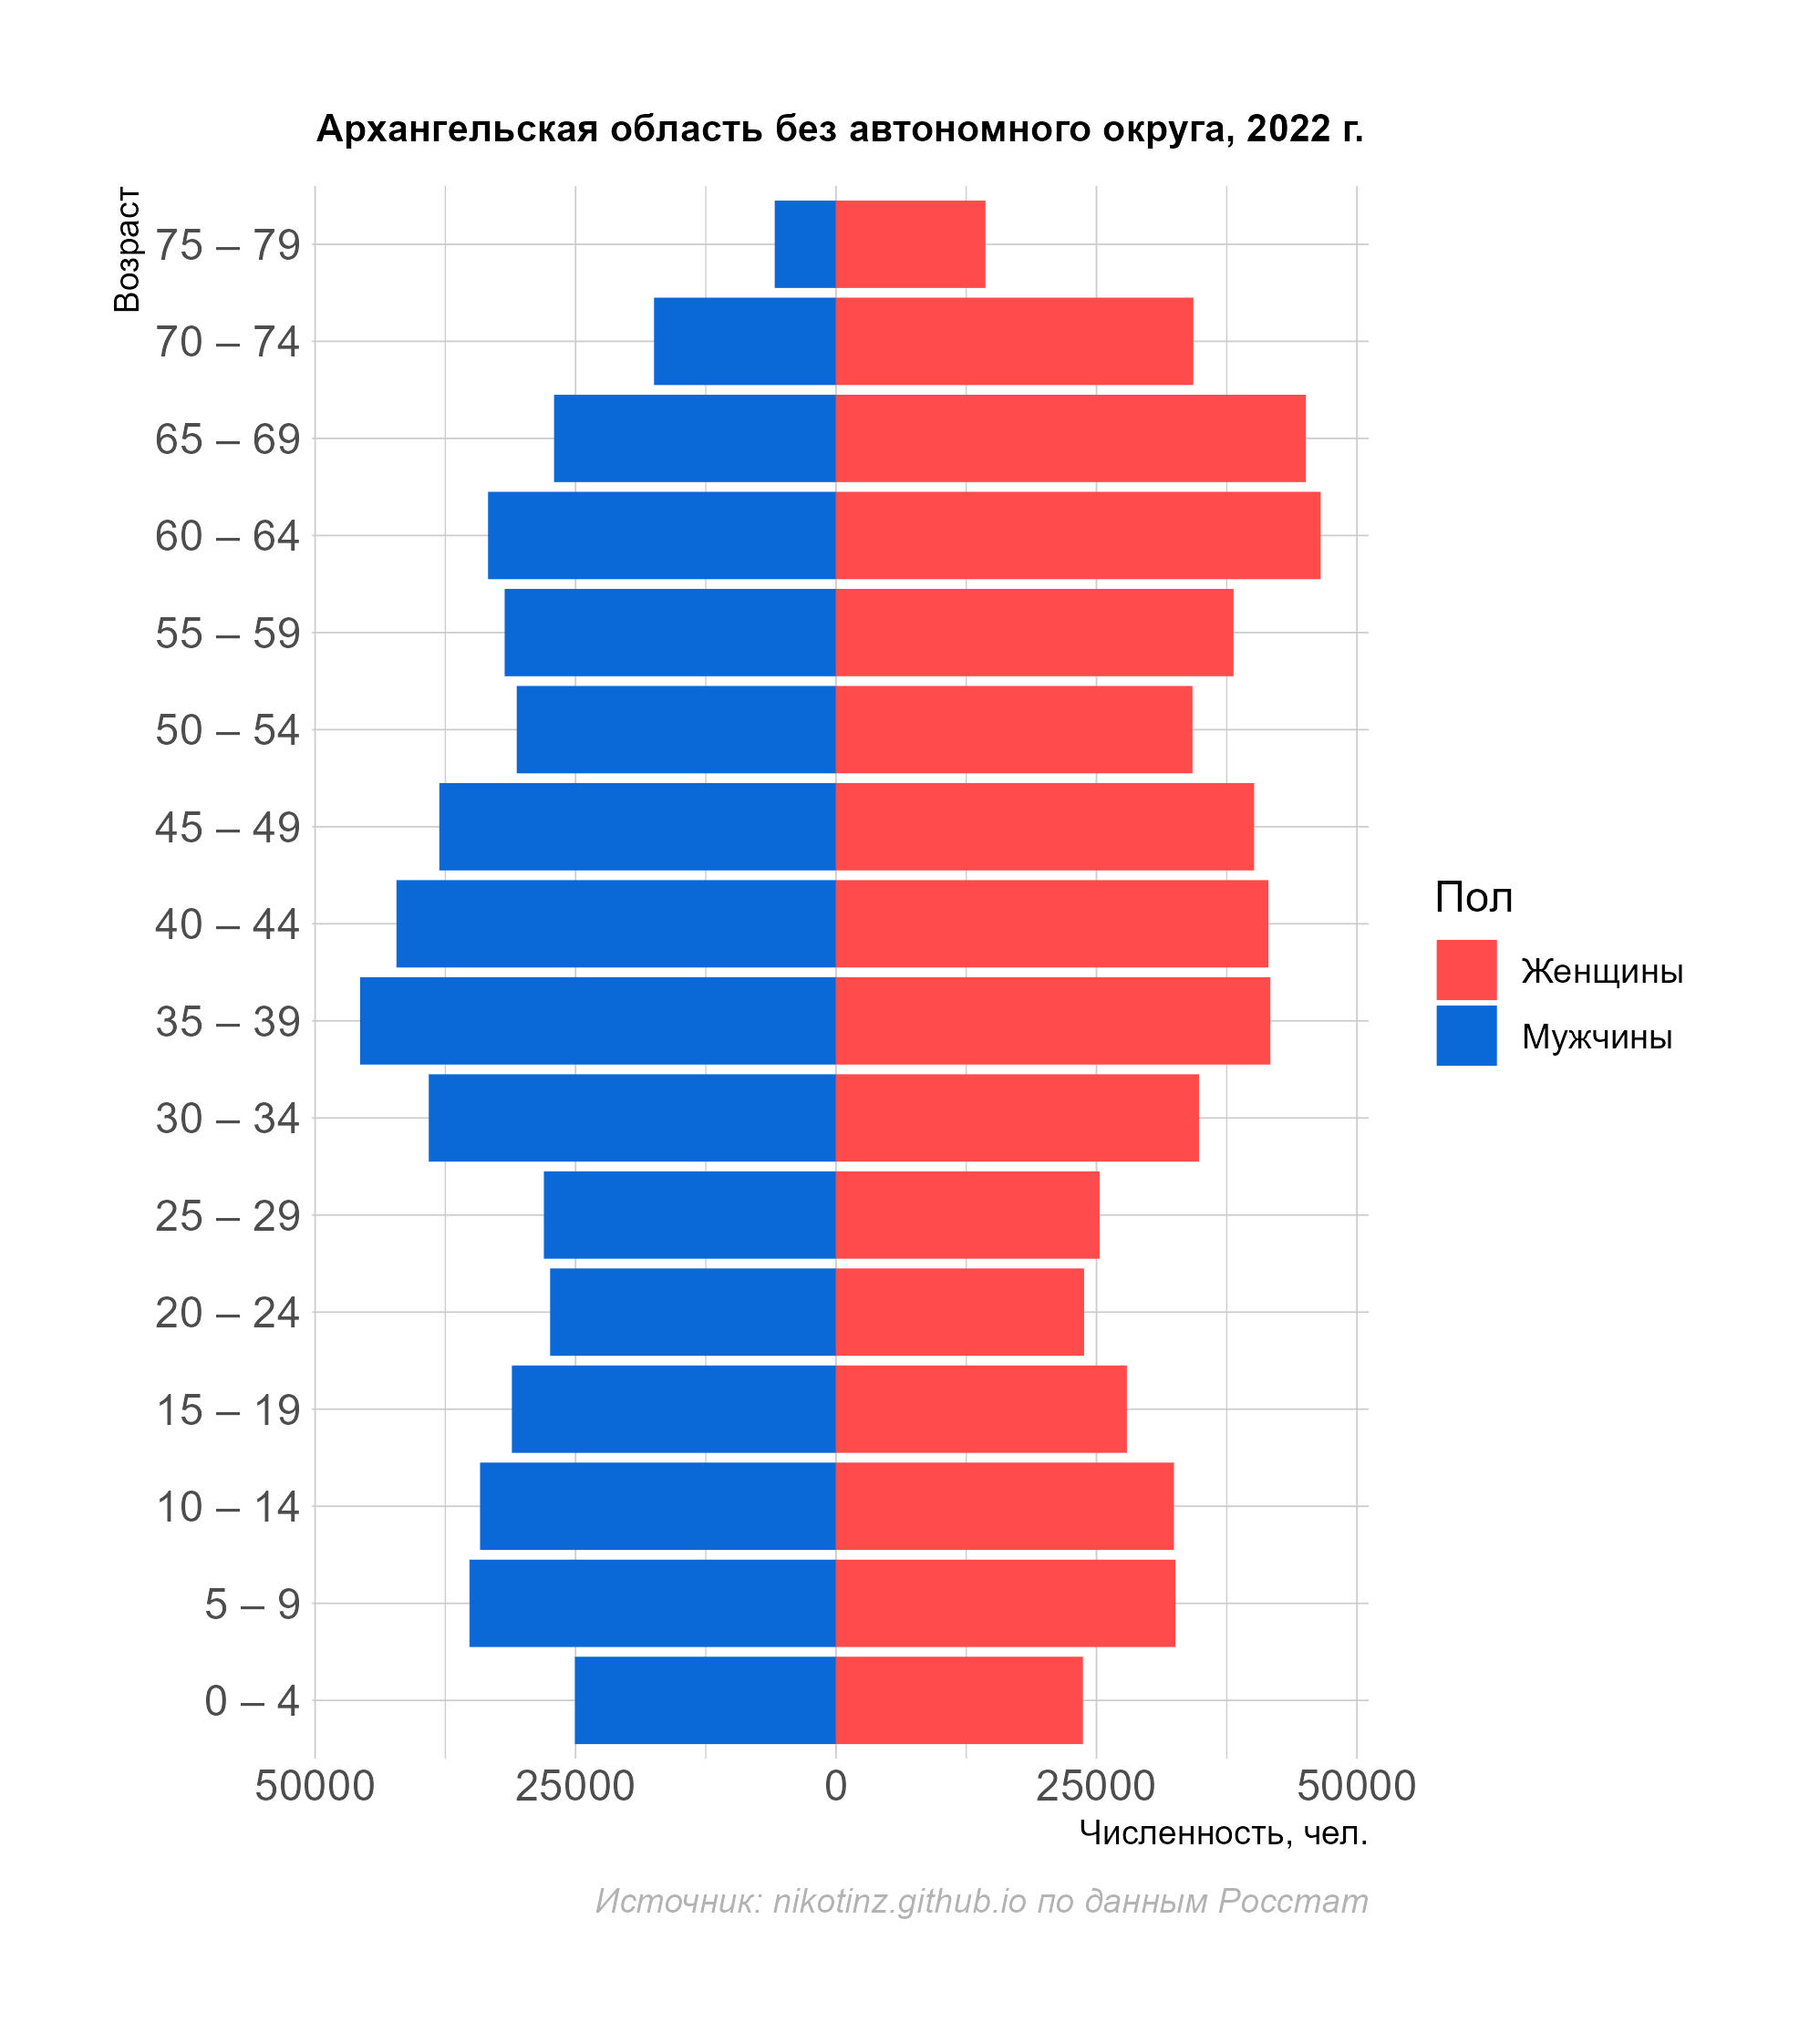 Архангельская область без автономного округа, 2022 г.
Возраст
75 – 79
70 – 74
65 – 69
60 – 64
55 – 59
50 – 54
45 – 49
40 – 44
35 – 39
30 – 34
25 – 29
20 – 24
15 – 19
10 – 14
5 – 9
0 – 4
50000 25000 0 25000 50000
Численность, чел.
Пол
Женщины
Мужчины
Источник: nikotinz.github.io по данным Росстат